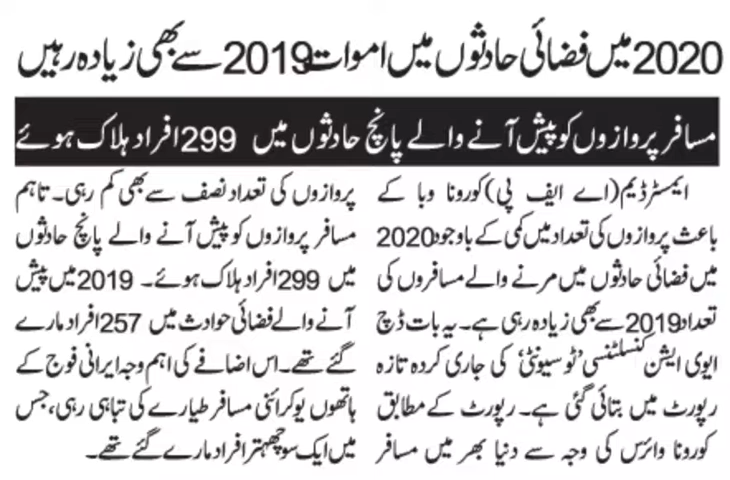 2020 میں فضائی حادثوں میں اموات 2019 سے بھی زیادہ رہیں
مسافر پروازوں کو پیش آنے والے پانچ حادثوں میں 299 افراد ہلاک ہوئے
ایمسٹرڈیم (اے ایف پی) کورونا وبا کے
باعث پروازوں کی تعداد میں کمی کے باوجود 2020
میں فضائی حادثوں میں مرنے والے مسافروں کی
تعداد 2019 سے بھی زیادہ رہی ہے۔ یہ بات ڈچ
ایوی ایشن کنسلٹنسی ’ٹو سیونٹی‘ کی جاری کردہ تازہ
رپورٹ میں بتائی گئی ہے۔ رپورٹ کے مطابق
کورونا وائرس کی وجہ سے دنیا بھر میں مسافر
پروازوں کی تعداد نصف سے بھی کم رہی۔ تاہم
مسافر پروازوں کو پیش آنے والے پانچ حادثوں
میں 299 افراد ہلاک ہوئے۔ 2019 میں پیش
آنے والے فضائی حوادث میں 257 افراد مارے
گئے تھے۔ اس اضافے کی اہم وجہ ایرانی فوج کے
ہاتھوں یوکرائنی مسافر طیارے کی تباہی رہی، جس
میں ایک سو چھہتر افراد مارے گئے تھے۔